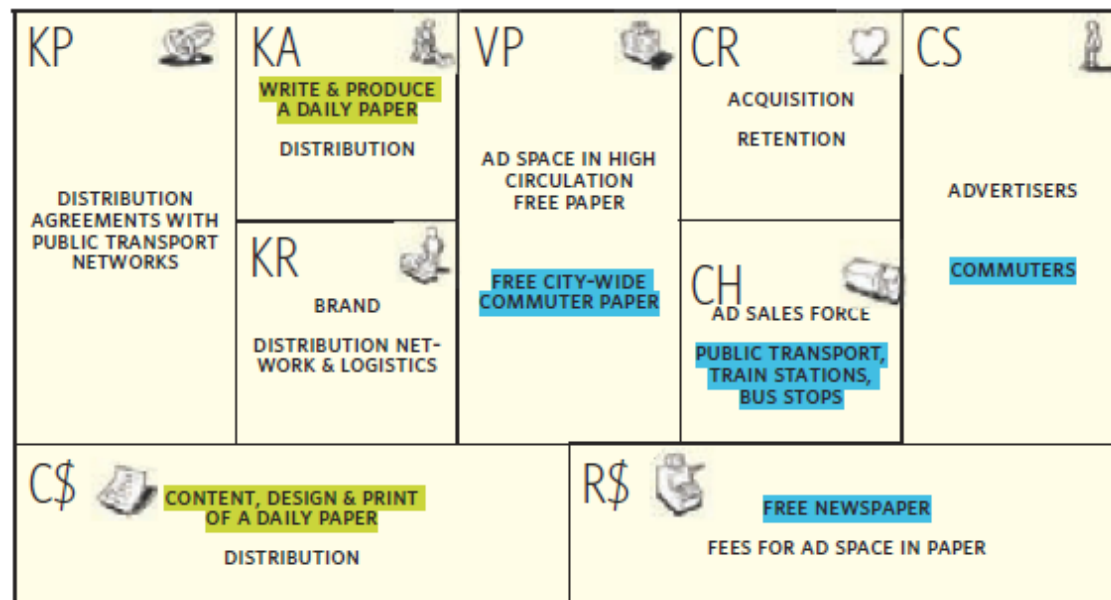 KP
DISTRIBUTION
AGREEMENTS WITH
PUBLIC TRANSPORT
NETWORKS
KA
WRITE & PRODUCE
A DAILY PAPER
DISTRIBUTION
KR
BRAND
DISTRIBUTION NET-
WORK & LOGISTICS
VP
AD SPACE IN HIGH
CIRCULATION
FREE PAPER
FREE CITY-WIDE
COMMUTER PAPER
CR
ACQUISITION
RETENTION
CH
AD SALES FORCE
PUBLIC TRANSPORT,
TRAIN STATIONS,
BUS STOPS
CS
ADVERTISERS
COMMUTERS
C$
CONTENT, DESIGN & PRINT
OF A DAILY PAPER
DISTRIBUTION
R$
FREE NEWSPAPER
FEES FOR AD SPACE IN PAPER